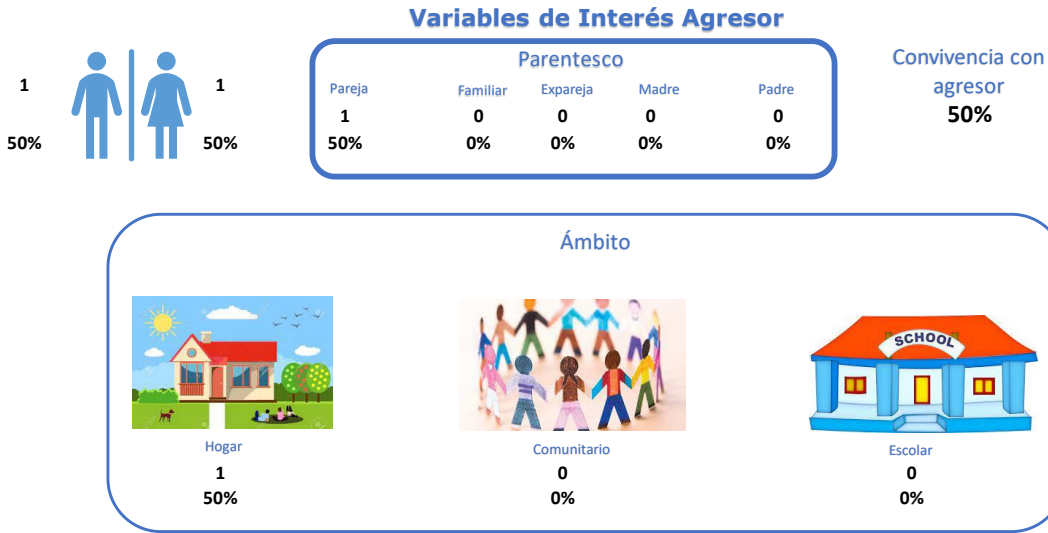 Variables de Interés Agresor
1
50%
1
50%
Parentesco
Pareja Familiar Expareja Madre Padre
1 0 0 0 0
50% 0% 0% 0% 0%
Convivencia con
agresor
50%
Ámbito
SCHOOL
Hogar Comunitario Escolar
1 0 0
50% 0% 0%